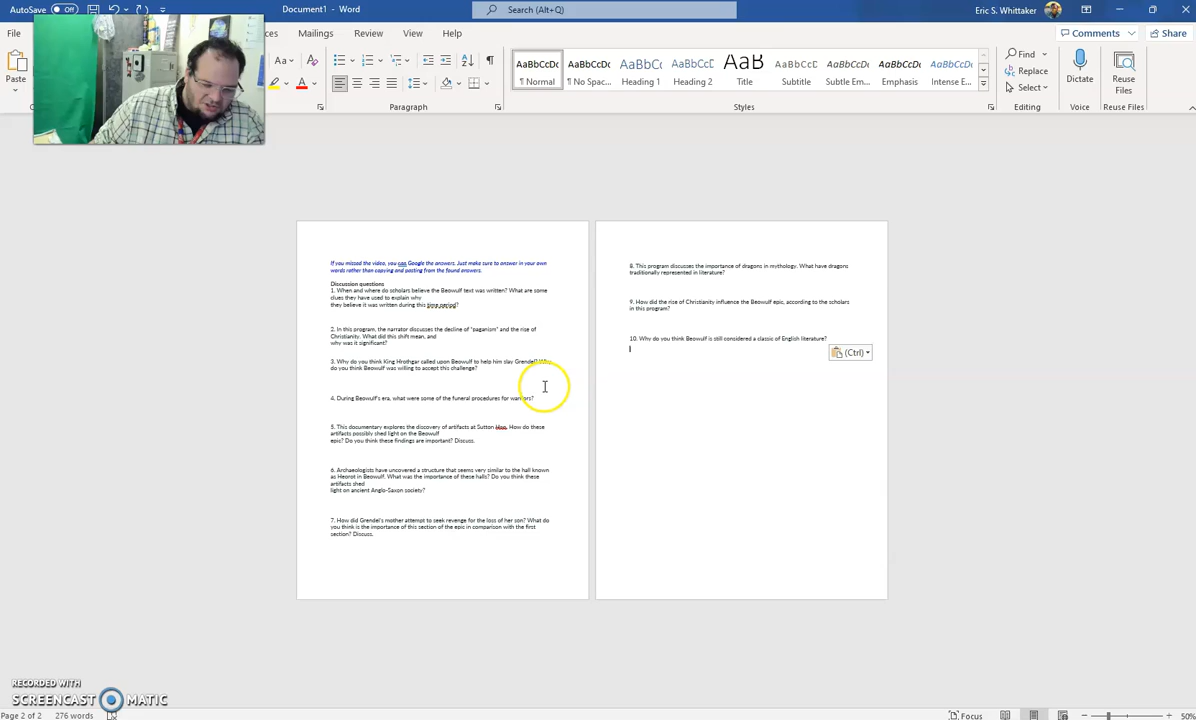 AutoSave Off
Document1 - Word
Search (Alt+Q)
Eric S. Whittaker
File
Mailings
Review
View
Help
Comments
Share
Paste
Aa
A
AaBbCcDc
AaBbCcDc
AaBbCc
AaBbCcC
AaB
AaBbCcD
AaBbCcDc
AaBbCcDc
¶ Normal
¶ No Spac...
Heading 1
Heading 2
Title
Subtitle
Subtle Em...
Emphasis
Intense E...
Find
Replace
Select
Dictate
Reuse
Files
Paragraph
Styles
Editing
Voice
Reuse Files
If you missed the video, you can Google the answers. Just make sure to answer in your own
words rather than copying and pasting from the found answers.
Discussion questions
1. When and where do scholars believe the Beowulf text was written? What are some
clues they have used to explain why
they believe it was written during this time period?
2. In this program, the narrator discusses the decline of "paganism" and the rise of
Christianity. What did this shift mean, and
why was it significant?
3. Why do you think King Hrothgar called upon Beowulf to help him slay Grendel? Why
do you think Beowulf was willing to accept this challenge?
4. During Beowulf's era, what were some of the funeral procedures for warriors?
5. This documentary explores the discovery of artifacts at Sutton Hoo. How do these
artifacts possibly shed light on the Beowulf
epic? Do you think these findings are important? Discuss.
6. Archaeologists have uncovered a structure that seems very similar to the hall known
as Heorot in Beowulf. What was the importance of these halls? Do you think these
artifacts shed
light on ancient Anglo-Saxon society?
7. How did Grendel's mother attempt to seek revenge for the loss of her son? What do
you think is the importance of this section of the epic in comparison with the first
section? Discuss.
8. This program discusses the importance of dragons in mythology. What have dragons
traditionally represented in literature?
9. How did the rise of Christianity influence the Beowulf epic, according to the scholars
in this program?
10. Why do you think Beowulf is still considered a classic of English literature?
(Ctrl)
RECORDED WITH
SCREENCAST MATIC
Page 2 of 2
276 words
Focus
50%